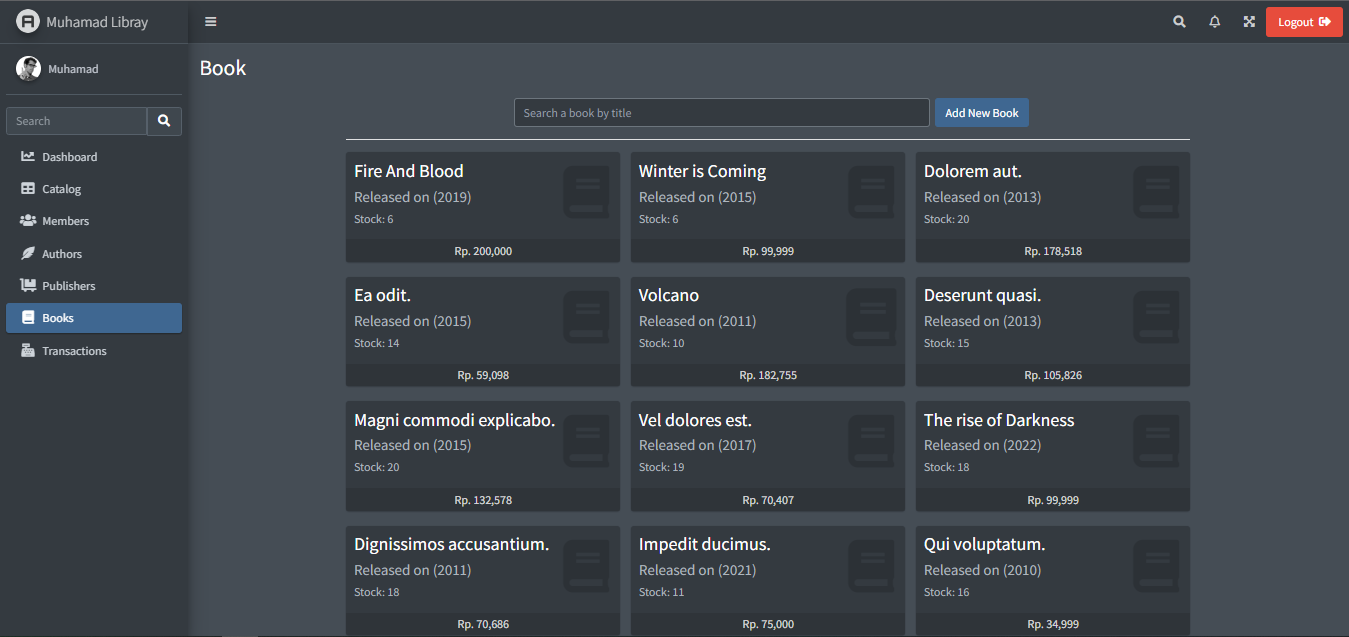 Muhamad Libray
Logout
Muhamad
Book
Search
Search a book by title
Add New Book
Dashboard
Catalog
Members
Authors
Publishers
Books
Transactions
Fire And Blood
Released on (2019)
Stock: 6
Rp. 200,000
Winter is Coming
Released on (2015)
Stock: 6
Rp. 99,999
Dolorem aut.
Released on (2013)
Stock: 20
Rp. 178,518
Ea odit.
Released on (2015)
Stock: 14
Rp. 59,098
Volcano
Released on (2011)
Stock: 10
Rp. 182,755
Deserunt quasi.
Released on (2013)
Stock: 15
Rp. 105,826
Magni commodi explicabo.
Released on (2015)
Stock: 20
Rp. 132,578
Vel dolores est.
Released on (2017)
Stock: 19
Rp. 70,407
The rise of Darkness
Released on (2022)
Stock: 18
Rp. 99,999
Dignissimos accusantium.
Released on (2011)
Stock: 18
Rp. 70,686
Impedit ducimus.
Released on (2021)
Stock: 11
Rp. 75,000
Qui voluptatum.
Released on (2010)
Stock: 16
Rp. 34,999